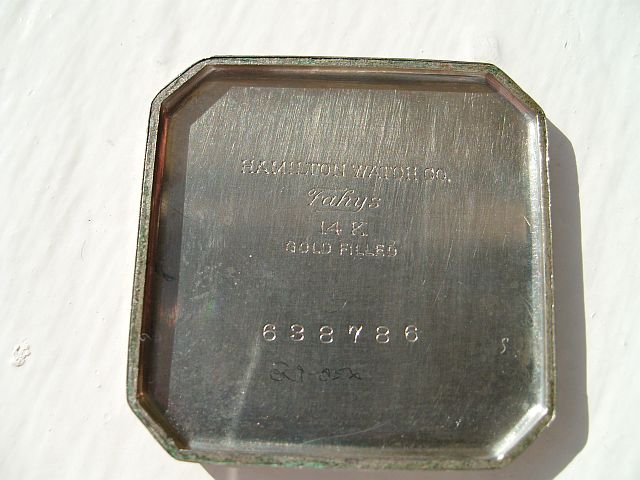 HAMILTON WATCH CO.
Fahys
14 K
GOLD FILLED
638786